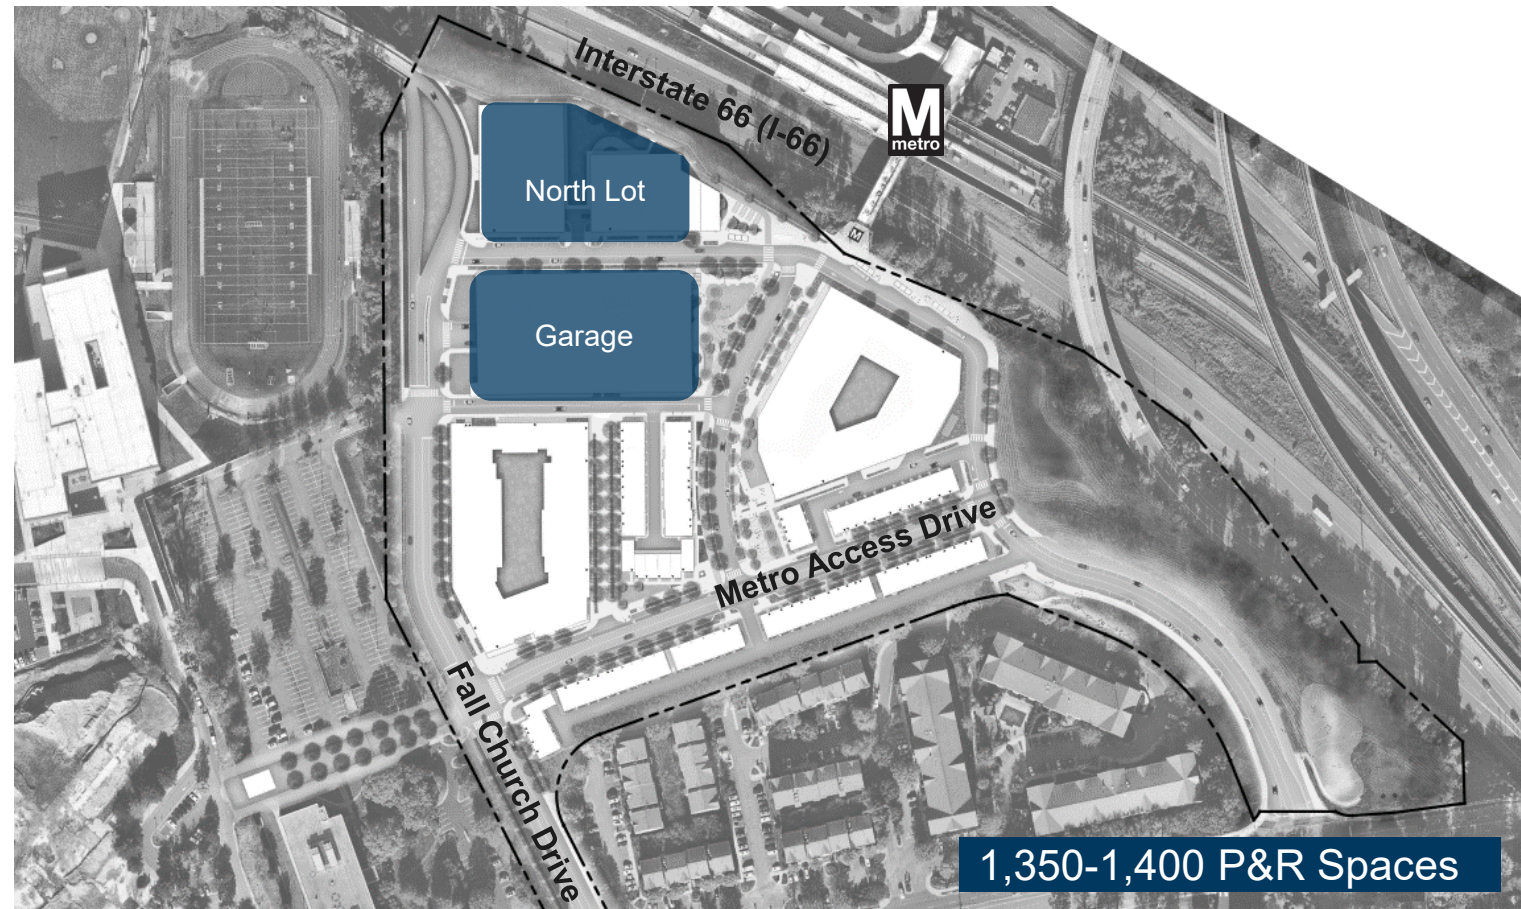 Interstate 66 (I-66)
M
metro
North Lot
M
Garage
Metro Access Drive
Fall Church Drive
1,350-1,400 P&R Spaces